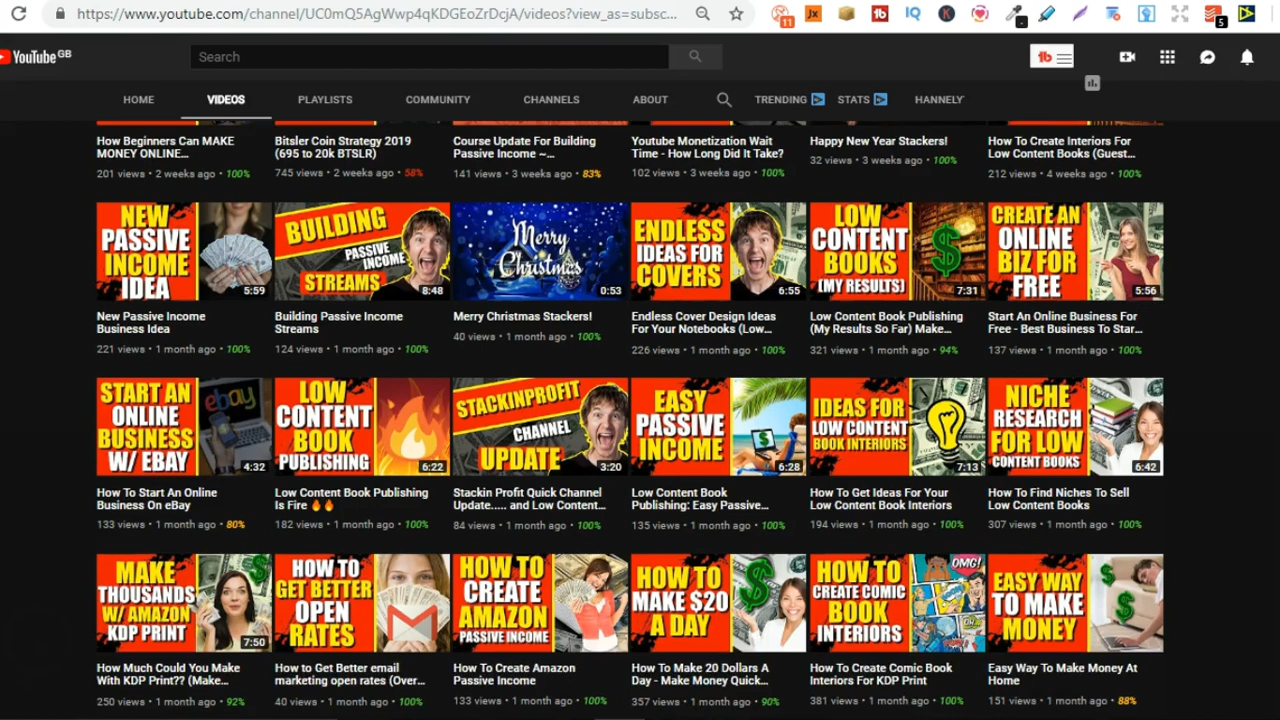 https://www.youtube.com/channel/UC0mQ5AgWwp4qKDGEoZrDcjA/videos?view_as=subsc...
11
Jx
tb
IQ
K
5
YouTube GB
Search
tb
HOME
VIDEOS
PLAYLISTS
COMMUNITY
CHANNELS
ABOUT
TRENDING
STATS
HANNELY
How Beginners Can MAKE
MONEY ONLINE...
201 views • 2 weeks ago • 100%
Bitsler Coin Strategy 2019
(695 to 20k BTSLR)
745 views • 2 weeks ago • 58%
Course Update For Building
Passive Income ~...
141 views • 3 weeks ago • 83%
Youtube Monetization Wait
Time - How Long Did It Take?
102 views • 3 weeks ago • 100%
Happy New Year Stackers!
32 views • 3 weeks ago • 100%
How To Create Interiors For
Low Content Books (Guest...
212 views • 4 weeks ago • 100%
NEW
PASSIVE
INCOME
IDEA
5:59
New Passive Income
Business Idea
221 views • 1 month ago • 100%
BUILDING
PASSIVE
INCOME
STREAMS
8:48
Building Passive Income
Streams
124 views • 1 month ago • 100%
Merry
Christmas
0:53
Merry Christmas Stackers!
40 views • 1 month ago • 100%
ENDLESS
IDEAS FOR
COVERS
6:55
Endless Cover Design Ideas
For Your Notebooks (Low...
226 views • 1 month ago • 100%
LOW
CONTENT
BOOKS
(MY RESULTS)
7:31
Low Content Book Publishing
(My Results So Far) Make...
321 views • 1 month ago • 94%
CREATE AN
ONLINE
BIZ FOR
FREE
5:56
Start An Online Business For
Free - Best Business To Star...
137 views • 1 month ago • 100%
START AN
ONLINE
BUSINESS
W/ EBAY
ebay
4:32
How To Start An Online
Business On eBay
133 views • 1 month ago • 80%
LOW
CONTENT
BOOK
PUBLISHING
6:22
Low Content Book Publishing
Is Fire 🔥🔥
182 views • 1 month ago • 100%
STACKINPROFIT
CHANNEL
UPDATE
3:20
Stackin Profit Quick Channel
Update..... and Low Content...
84 views • 1 month ago • 100%
EASY
PASSIVE
INCOME
6:28
Low Content Book
Publishing: Easy Passive...
135 views • 1 month ago • 100%
IDEAS FOR
LOW CONTENT
BOOK INTERIORS
7:13
How To Get Ideas For Your
Low Content Book Interiors
194 views • 1 month ago • 100%
NICHE
RESEARCH
FOR LOW
CONTENT BOOKS
6:42
How To Find Niches To Sell
Low Content Books
307 views • 1 month ago • 100%
MAKE
THOUSANDS
W/ AMAZON
KDP PRINT
7:50
How Much Could You Make
With KDP Print?? (Make...
250 views • 1 month ago • 92%
HOW TO
GET BETTER
OPEN
RATES
How to Get Better email
marketing open rates (Over...
40 views • 1 month ago • 100%
HOW TO
CREATE
AMAZON
PASSIVE INCOME
How To Create Amazon
Passive Income
133 views • 1 month ago • 100%
HOW TO
MAKE $20
A DAY
How To Make 20 Dollars A
Day - Make Money Quick...
357 views • 1 month ago • 90%
HOW TO
CREATE COMIC
BOOK
INTERIORS
OMG!
How To Create Comic Book
Interiors For KDP Print
381 views • 1 month ago • 100%
EASY WAY
TO MAKE
MONEY
Easy Way To Make Money At
Home
151 views • 1 month ago • 88%